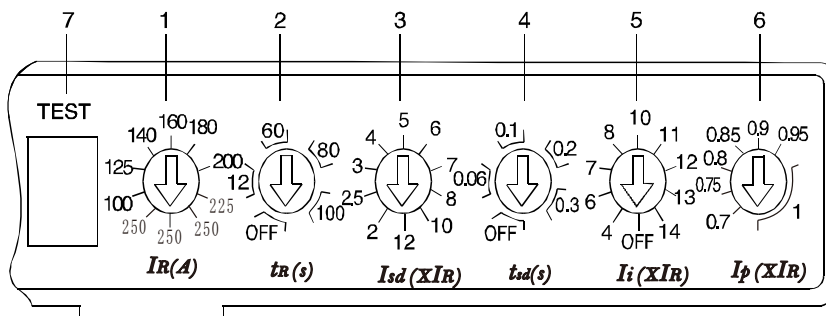 7 1 2 3 4 5 6
TEST
100 125 140 160 180 200 225 250 250 250
IR(A)
OFF 12 60 80 100
tR(s)
2 2.5 3 4 5 6 7 8 10 12
Isd(XIR)
OFF 0.06 0.1 0.2 0.3
tsd(s)
4 6 7 8 10 11 12 13 14 OFF
Ii(XIR)
0.7 0.75 0.8 0.85 0.9 0.95 1
Ip(XIR)